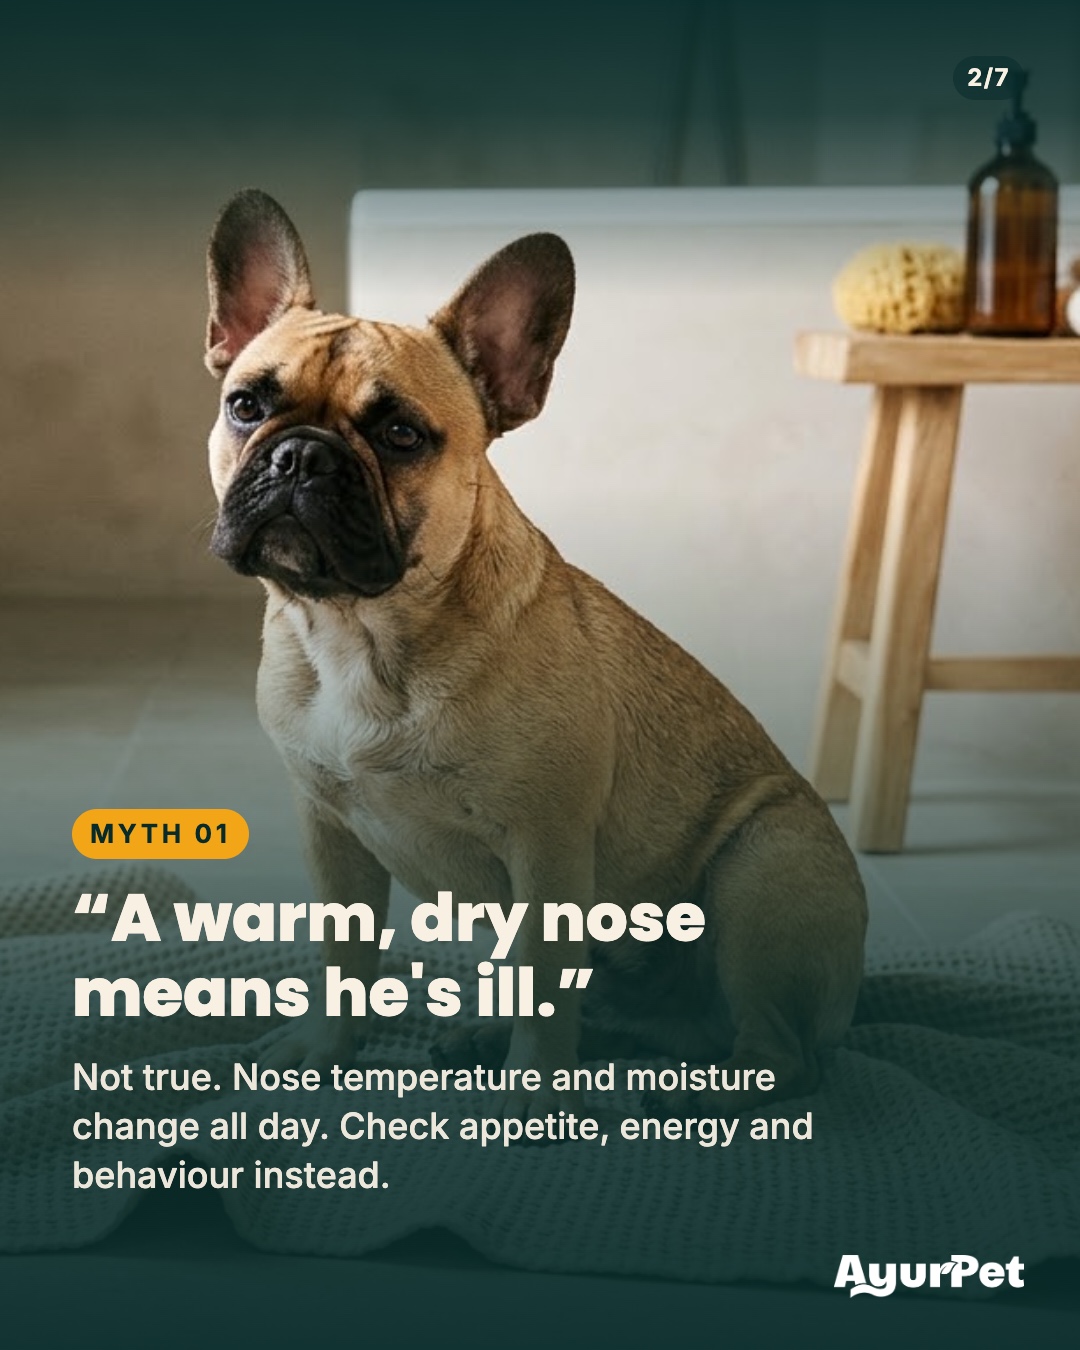 2/7
MYTH 01
“A warm, dry nose
means he's ill.”
Not true. Nose temperature and moisture
change all day. Check appetite, energy and
behaviour instead.
AyurPet